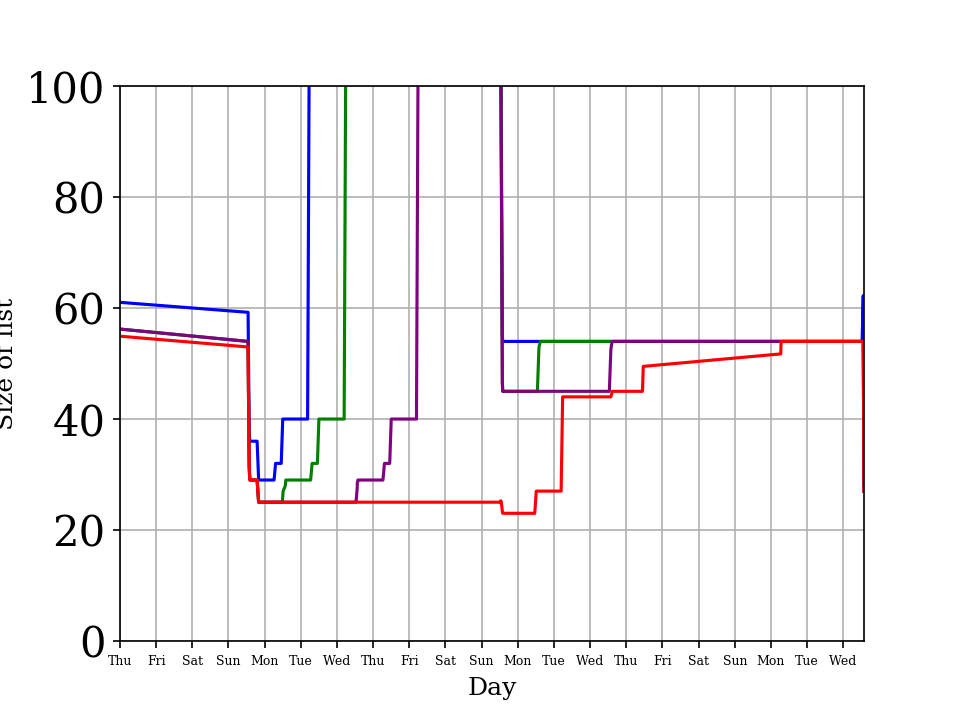 100
80
60
40
20
0
Size of list
Thu Fri Sat Sun Mon Tue Wed Thu Fri Sat Sun Mon Tue Wed Thu Fri Sat Sun Mon Tue Wed
Day